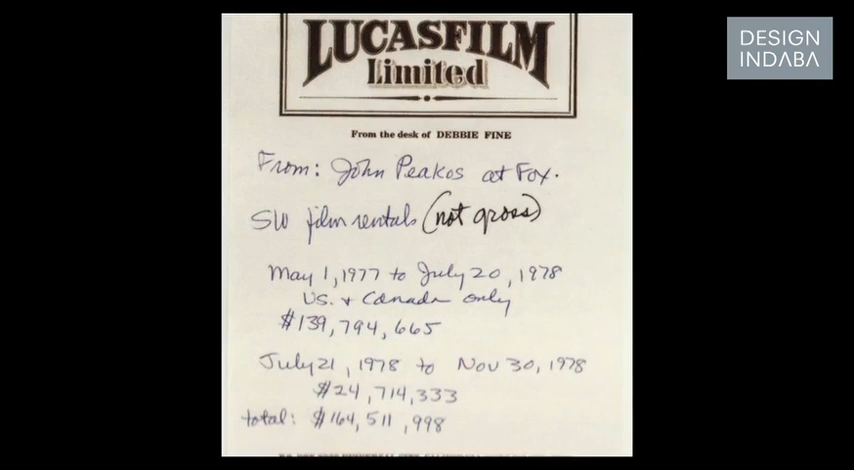 LUCASFILM
Limited
From the desk of DEBBIE FINE
From: John Peakos at Fox.
SW film rentals (not gross)
May 1, 1977 to July 20, 1978
US. + Canada only
$139,794,665
July 21, 1978 to Nov 30, 1978
$24,714,333
total: $164,511,998
DESIGN
INDABA